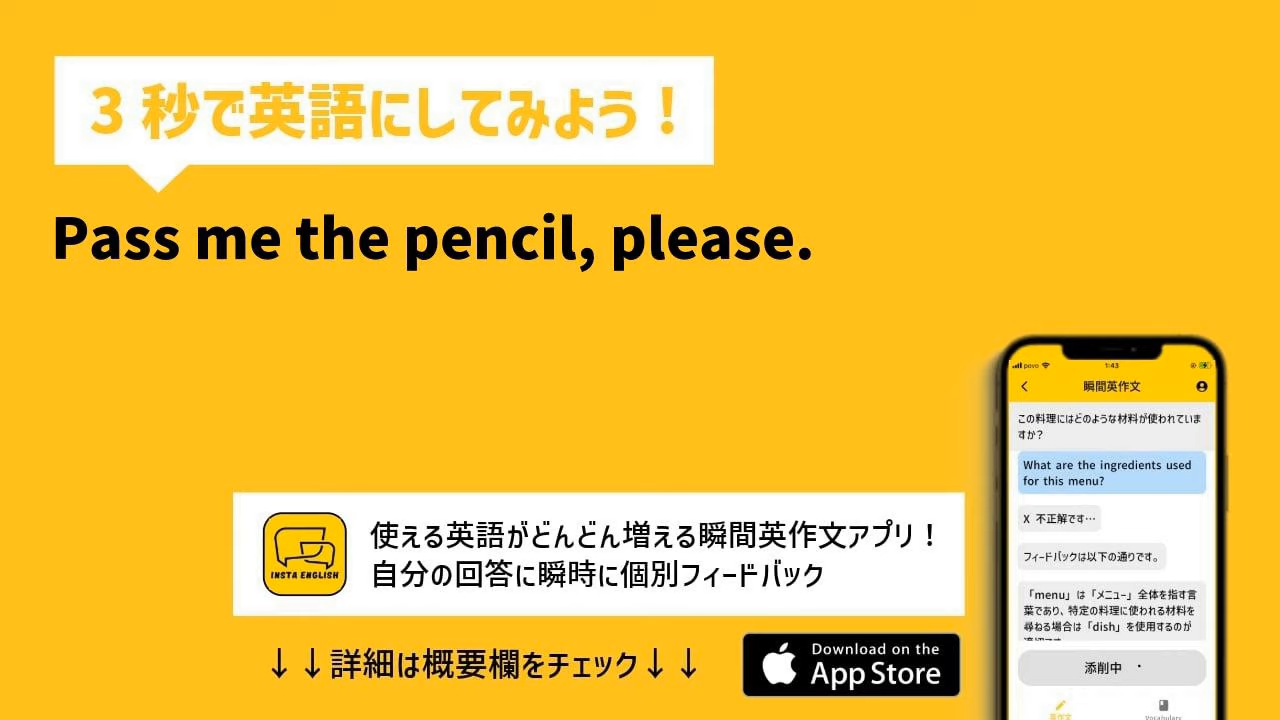 3 秒で英語にしてみよう！
Pass me the pencil, please.
povo
1:43
瞬間英作文
この料理にはどのような材料が使われていま
すか？
What are the ingredients used
for this menu?
X 不正解です…
フィードバックは以下の通りです。
「menu」は「メニュー」全体を指す言
葉であり、特定の料理に使われる材料を
尋ねる場合は「dish」を使用するのが
添削中
英作文
Vocabulary
INSTA ENGLISH
使える英語がどんどん増える瞬間英作文アプリ！
自分の回答に瞬時に個別フィードバック
↓↓詳細は概要欄をチェック↓↓
Download on the
App Store